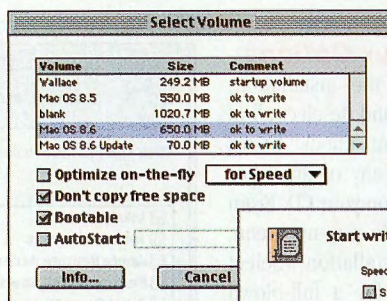 Select Volume
Volume Size Comment
Wallace 249.2 MB startup volume
Mac OS 8.5 550.0 MB ok to write
blank 1020.7 MB ok to write
Mac OS 8.6 650.0 MB ok to write
Mac OS 8.6 Update 70.0 MB ok to write
Optimize on-the-fly for Speed
Don't copy free space
Bootable
AutoStart:
Start writ
Info... Cancel
Speed
S